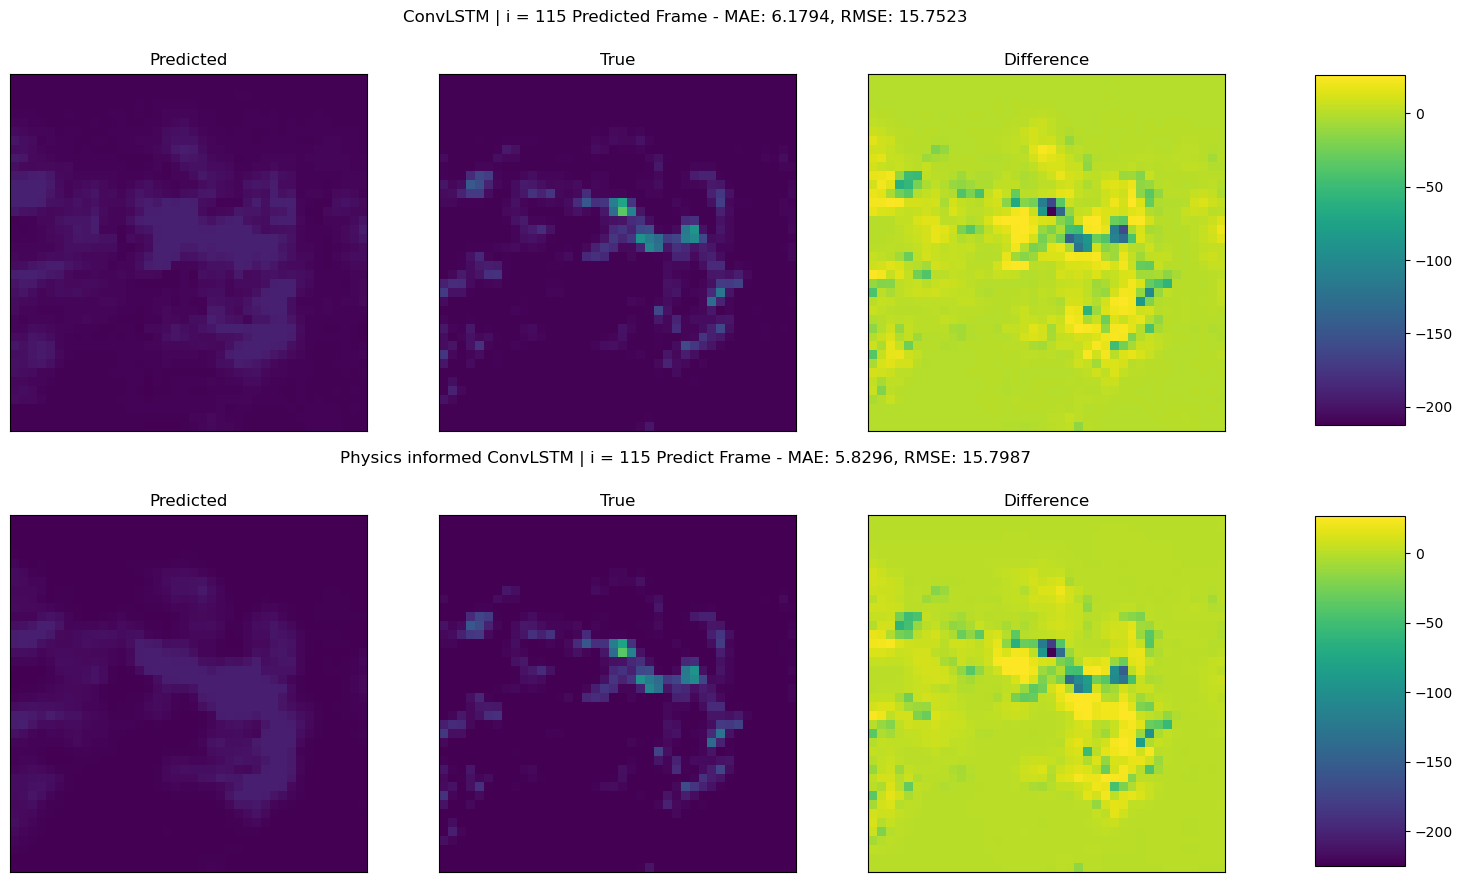 ConvLSTM | i = 115 Predicted Frame - MAE: 6.1794, RMSE: 15.7523
Predicted
True
Difference
0
−50
−100
−150
−200
Physics informed ConvLSTM | i = 115 Predict Frame - MAE: 5.8296, RMSE: 15.7987
Predicted
True
Difference
0
−50
−100
−150
−200